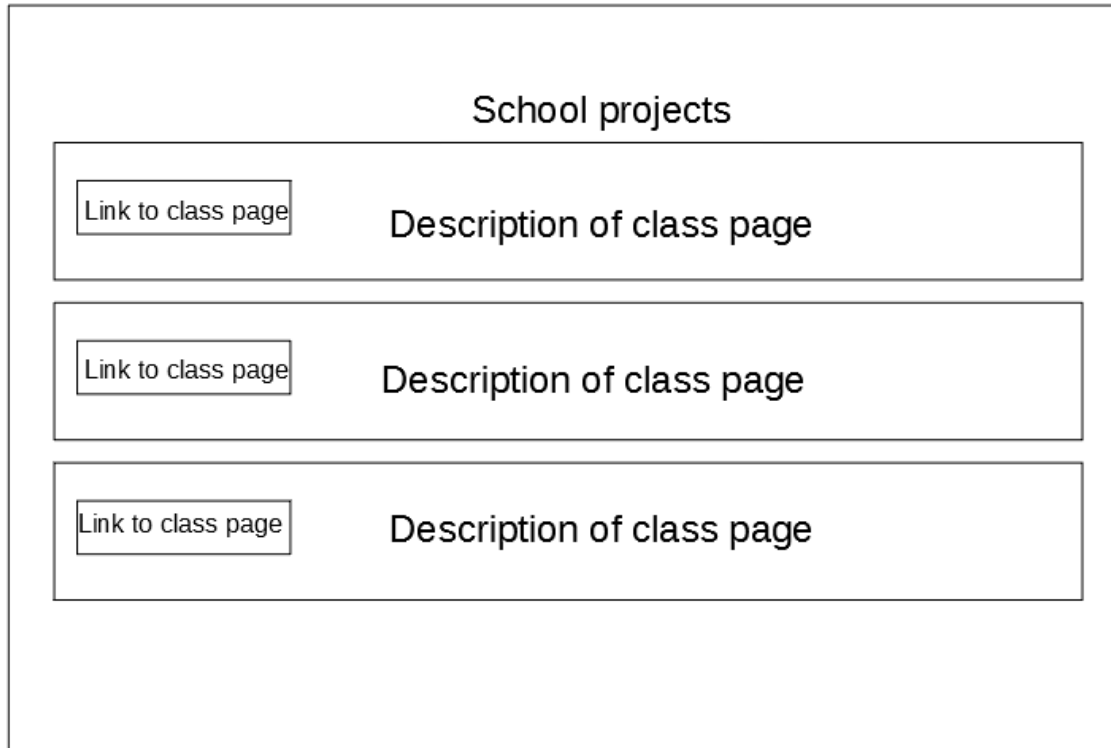 School projects
Link to class page
Description of class page
Link to class page
Description of class page
Link to class page
Description of class page